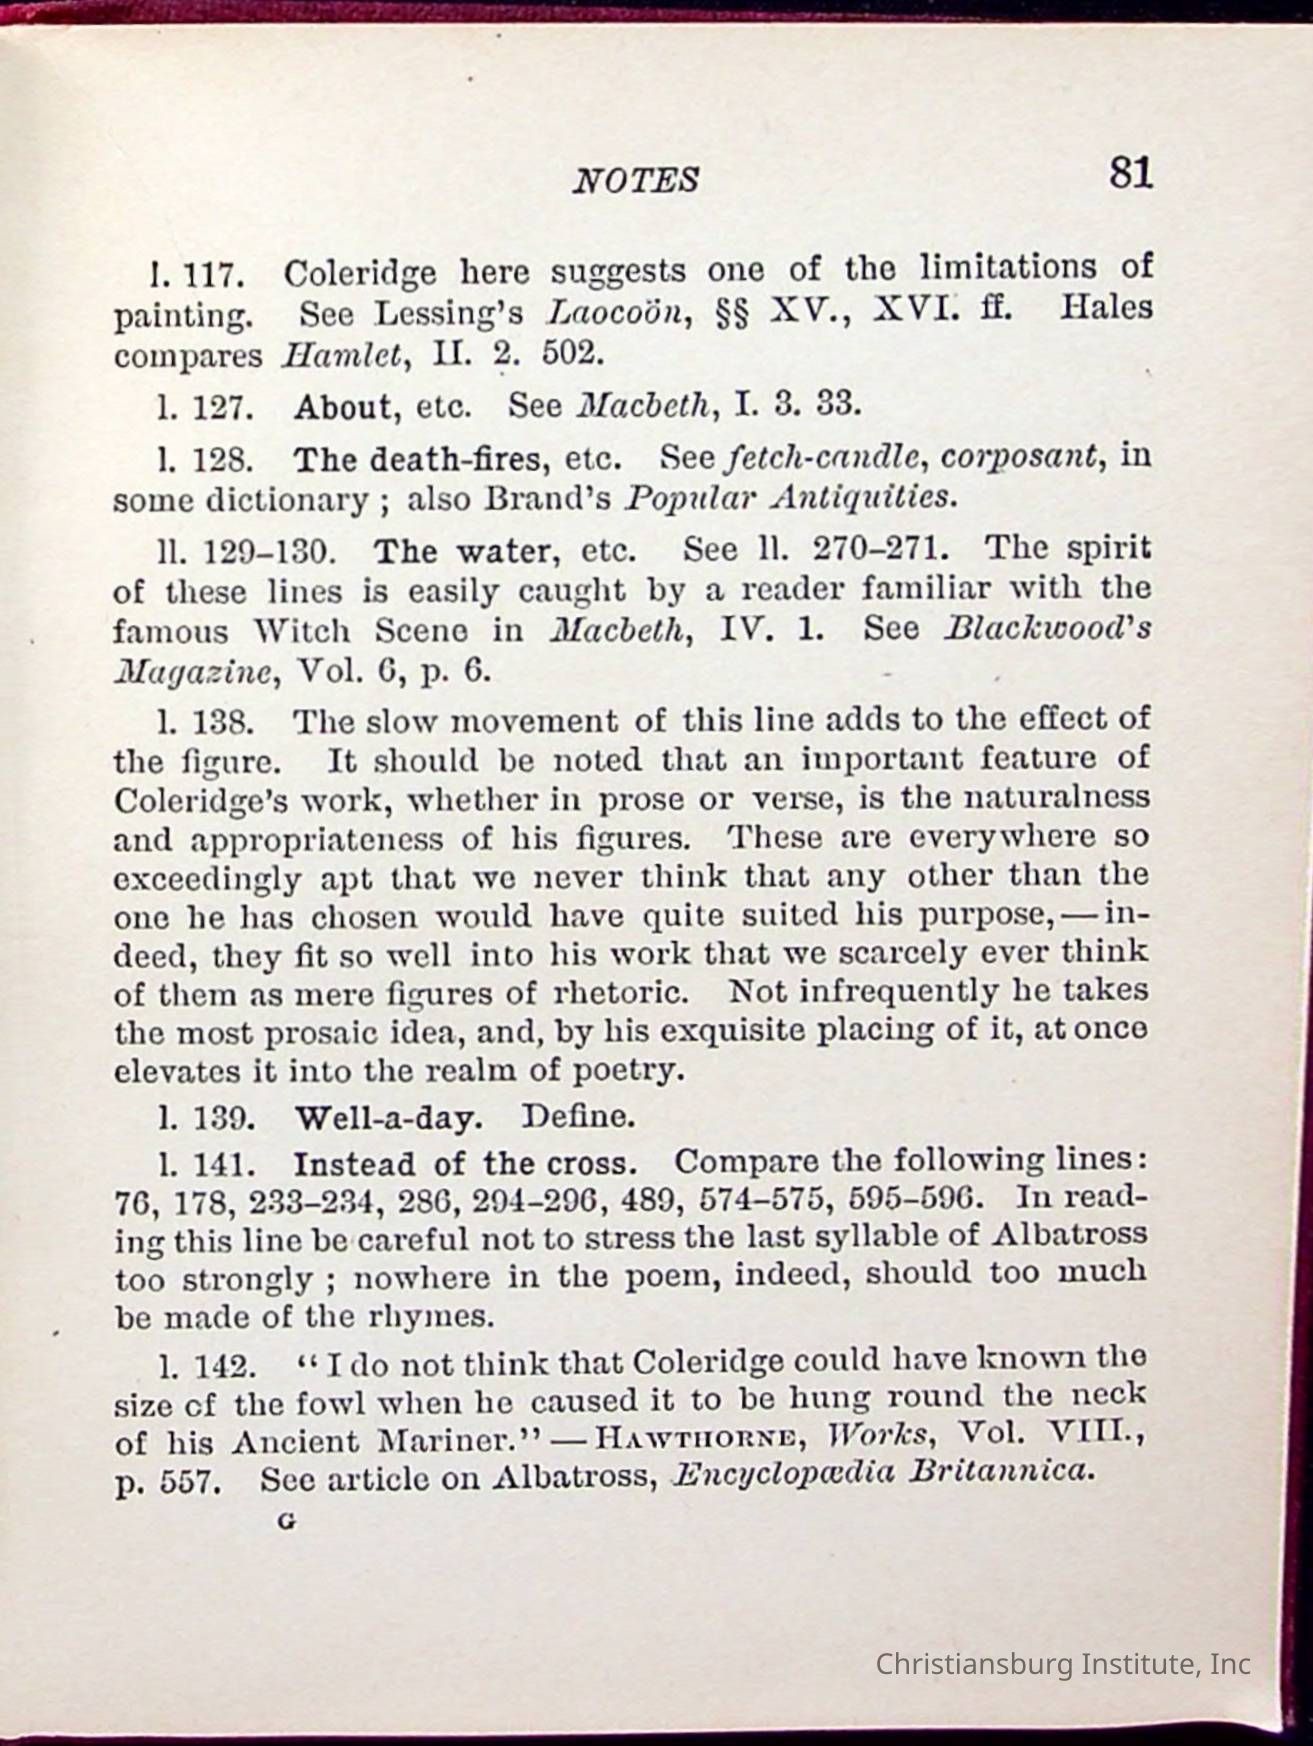 NOTES 81
l. 117. Coleridge here suggests one of the limitations of
painting. See Lessing's Laocoön, §§ XV., XVI. ff. Hales
compares Hamlet, II. 2. 502.
l. 127. About, etc. See Macbeth, I. 3. 33.
l. 128. The death-fires, etc. See fetch-candle, corposant, in
some dictionary ; also Brand's Popular Antiquities.
ll. 129–130. The water, etc. See ll. 270–271. The spirit
of these lines is easily caught by a reader familiar with the
famous Witch Scene in Macbeth, IV. 1. See Blackwood's
Magazine, Vol. 6, p. 6.
l. 138. The slow movement of this line adds to the effect of
the figure. It should be noted that an important feature of
Coleridge's work, whether in prose or verse, is the naturalness
and appropriateness of his figures. These are everywhere so
exceedingly apt that we never think that any other than the
one he has chosen would have quite suited his purpose, — in-
deed, they fit so well into his work that we scarcely ever think
of them as mere figures of rhetoric. Not infrequently he takes
the most prosaic idea, and, by his exquisite placing of it, at once
elevates it into the realm of poetry.
l. 139. Well-a-day. Define.
l. 141. Instead of the cross. Compare the following lines:
76, 178, 233–234, 286, 294–296, 489, 574–575, 595–596. In read-
ing this line be careful not to stress the last syllable of Albatross
too strongly ; nowhere in the poem, indeed, should too much
be made of the rhymes.
l. 142. "I do not think that Coleridge could have known the
size of the fowl when he caused it to be hung round the neck
of his Ancient Mariner." — HAWTHORNE, Works, Vol. VIII.,
p. 557. See article on Albatross, Encyclopædia Britannica.
G
Christiansburg Institute, Inc